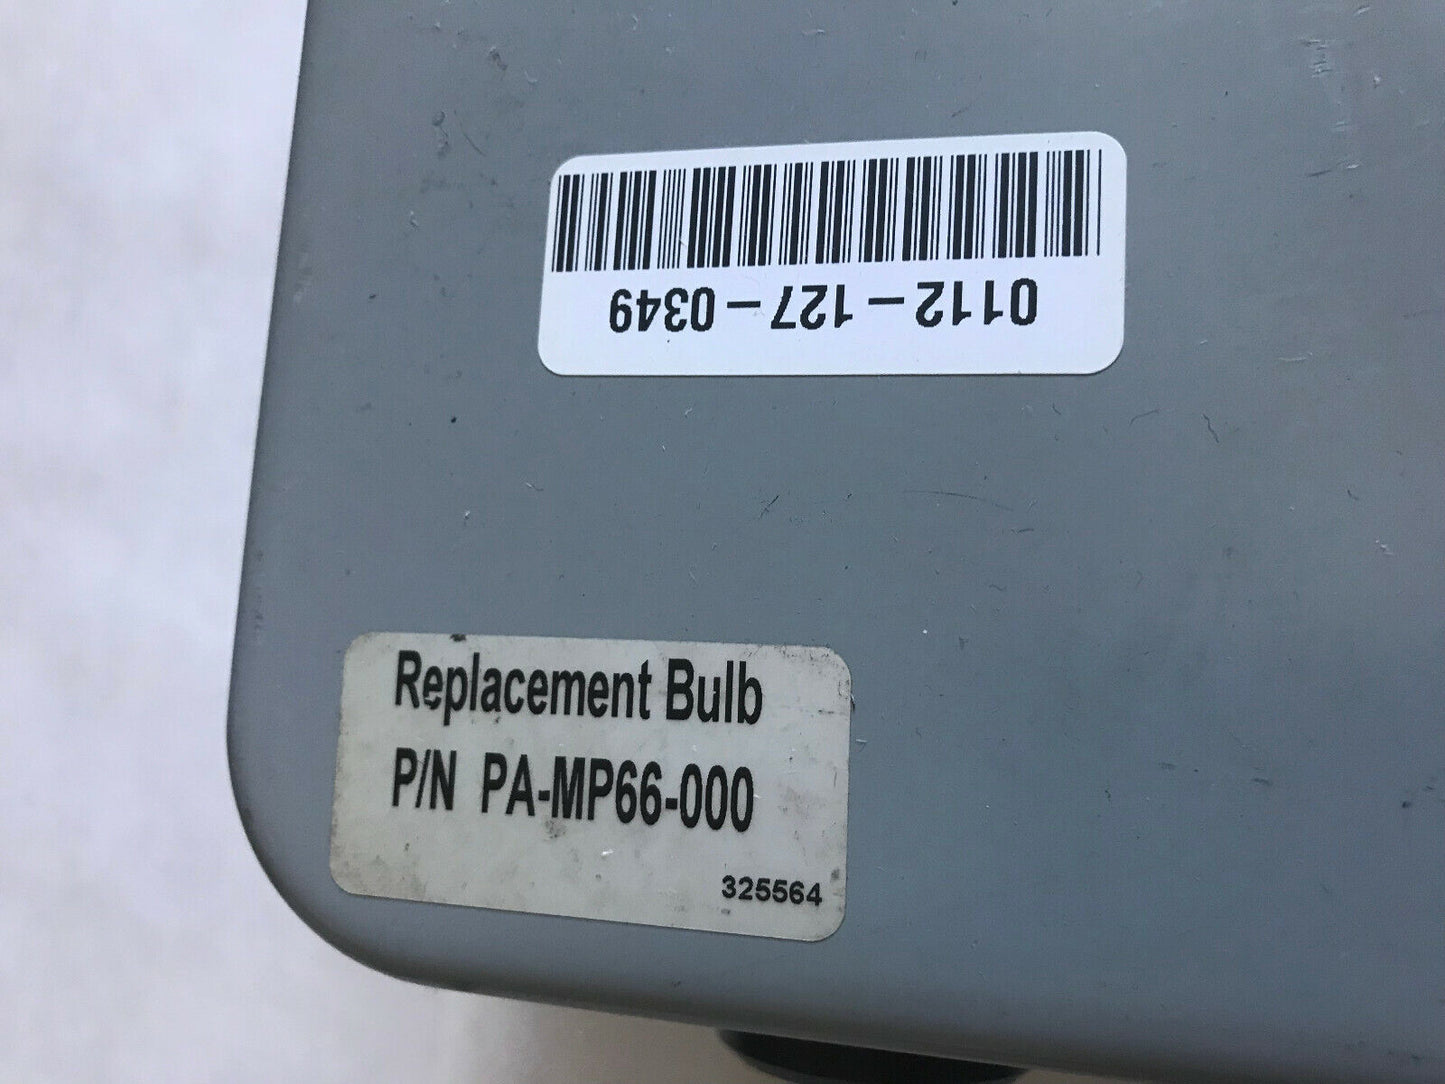 0112-127-0349
Replacement Bulb
P/N PA-MP66-000
325564